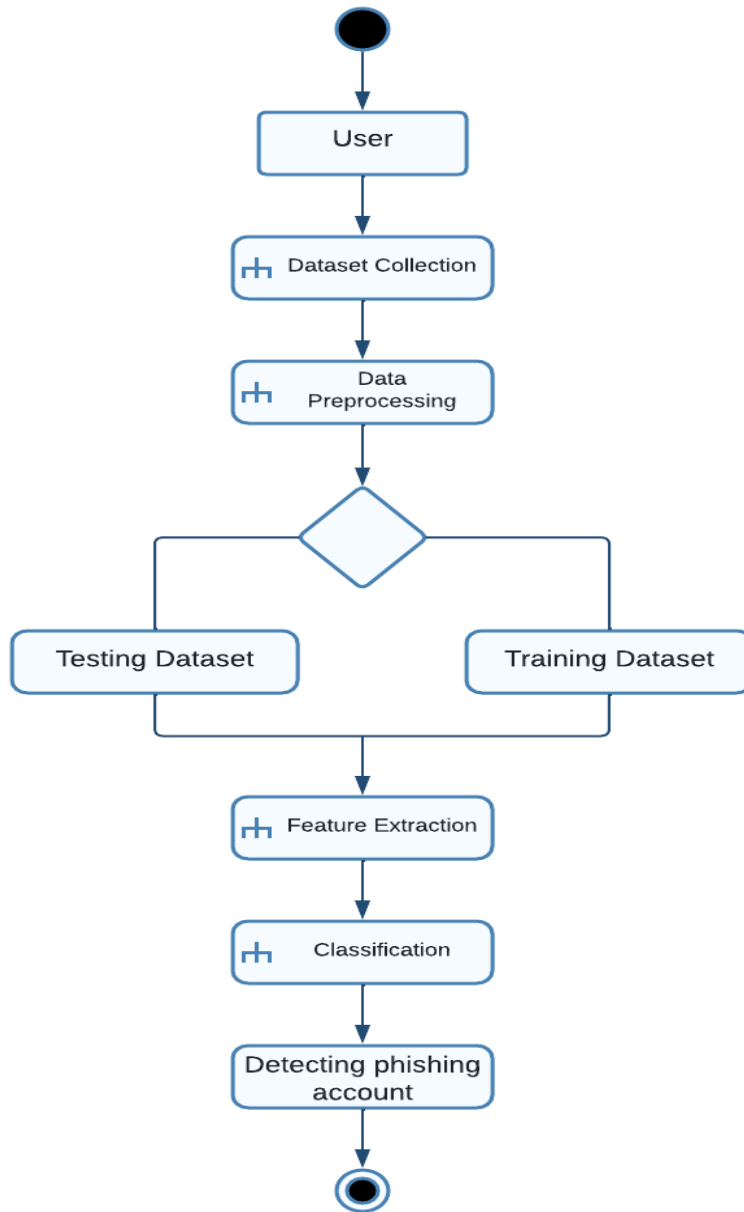 User
Dataset Collection
Data
Preprocessing
Testing Dataset
Training Dataset
Feature Extraction
Classification
Detecting phishing
account